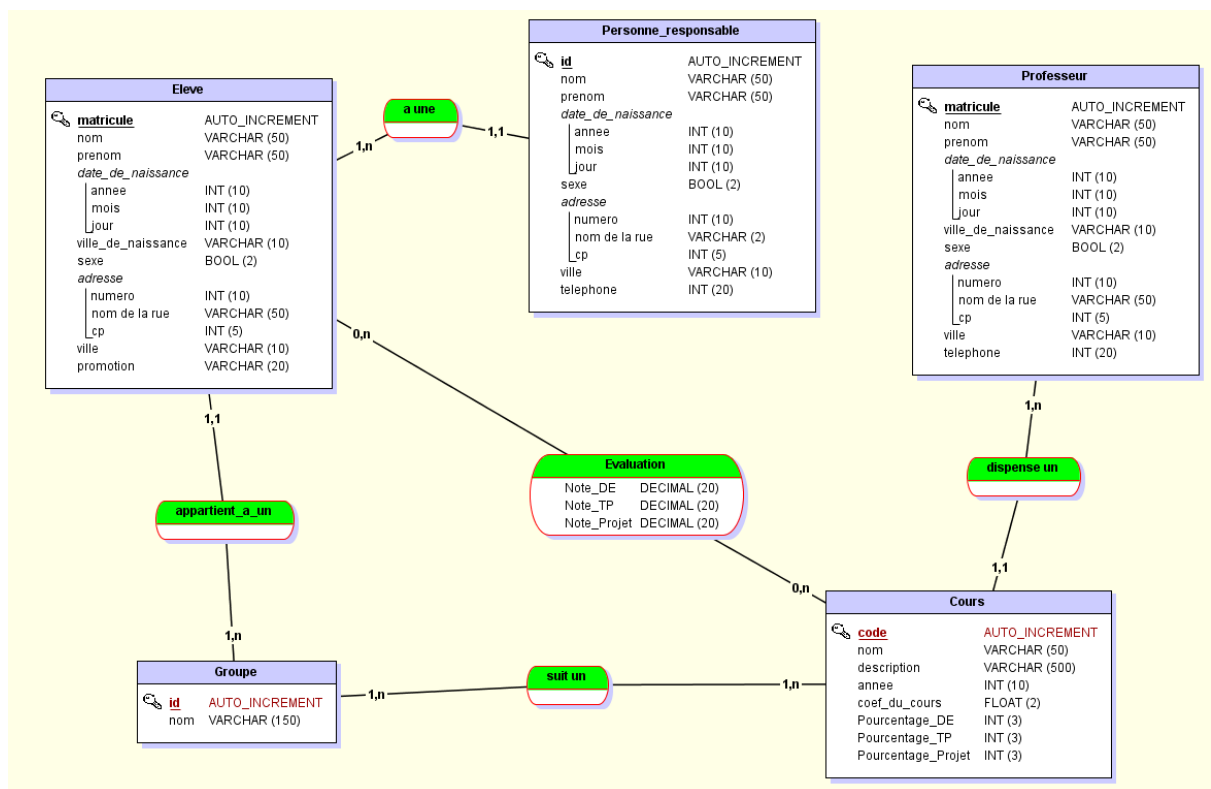 Personne_responsable
id AUTO_INCREMENT
nom VARCHAR (50)
prenom VARCHAR (50)
date_de_naissance
annee INT (10)
mois INT (10)
jour INT (10)
sexe BOOL (2)
adresse
numero INT (10)
nom de la rue VARCHAR (2)
cp INT (5)
ville VARCHAR (10)
telephone INT (20)
Eleve
matricule AUTO_INCREMENT
nom VARCHAR (50)
prenom VARCHAR (50)
date_de_naissance
annee INT (10)
mois INT (10)
jour INT (10)
ville_de_naissance VARCHAR (10)
sexe BOOL (2)
adresse
numero INT (10)
nom de la rue VARCHAR (50)
cp INT (5)
ville VARCHAR (10)
promotion VARCHAR (20)
a une
1,n
1,1
Professeur
matricule AUTO_INCREMENT
nom VARCHAR (50)
prenom VARCHAR (50)
date_de_naissance
annee INT (10)
mois INT (10)
jour INT (10)
ville_de_naissance VARCHAR (10)
sexe BOOL (2)
adresse
numero INT (10)
nom de la rue VARCHAR (50)
cp INT (5)
ville VARCHAR (10)
telephone INT (20)
0,n
1,1
1,n
Evaluation
Note_DE DECIMAL (20)
Note_TP DECIMAL (20)
Note_Projet DECIMAL (20)
dispense un
appartient_a_un
1,1
0,n
1,n
Groupe
id AUTO_INCREMENT
nom VARCHAR (150)
1,n
suit un
1,n
Cours
code AUTO_INCREMENT
nom VARCHAR (50)
description VARCHAR (500)
annee INT (10)
coef_du_cours FLOAT (2)
Pourcentage_DE INT (3)
Pourcentage_TP INT (3)
Pourcentage_Projet INT (3)